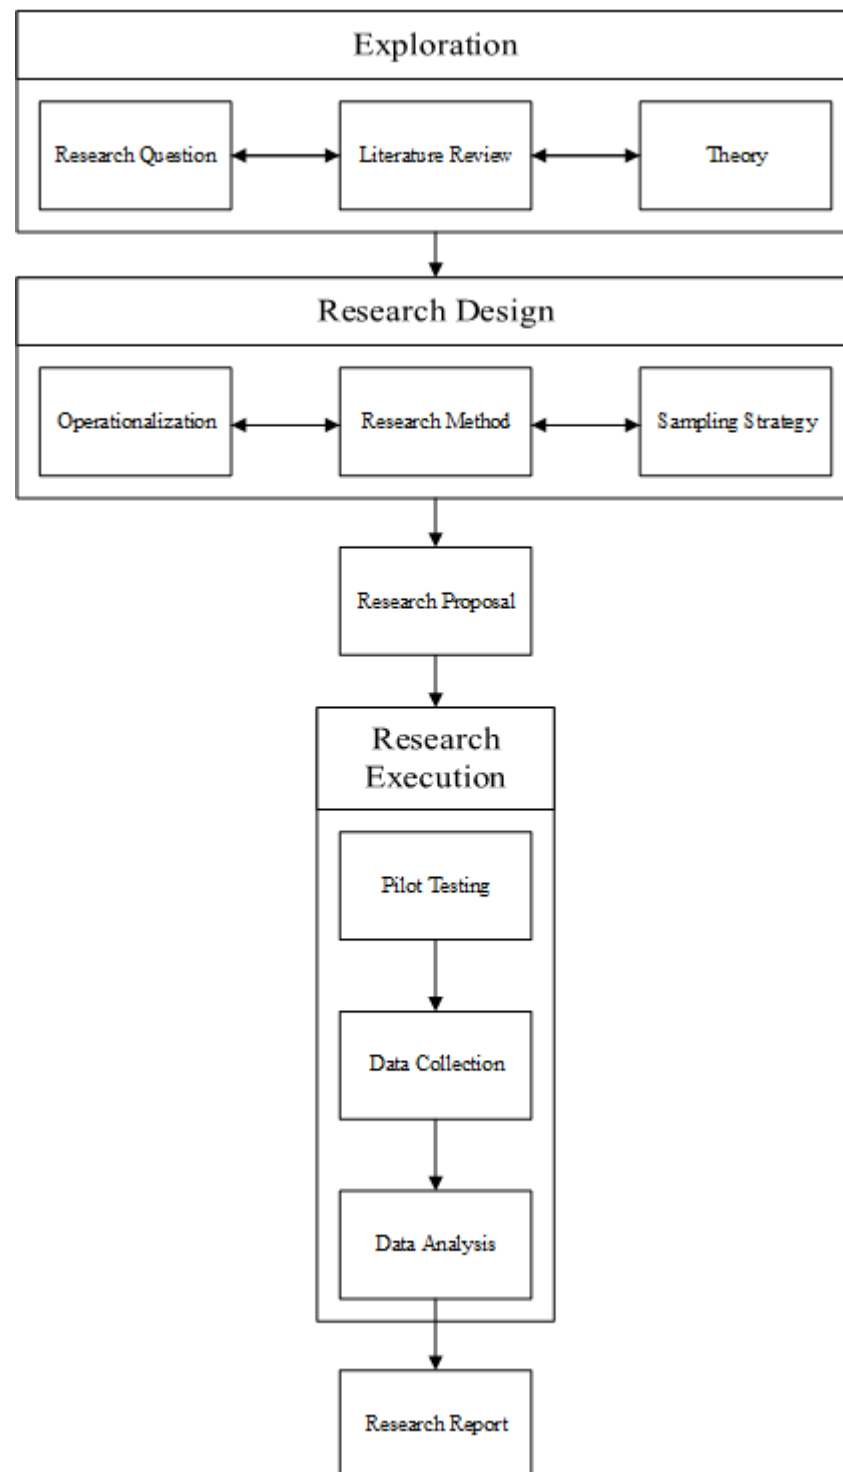 Exploration
Research Question
Literature Review
Theory
Research Design
Operationalization
Research Method
Sampling Strategy
Research Proposal
Research
Execution
Pilot Testing
Data Collection
Data Analysis
Research Report